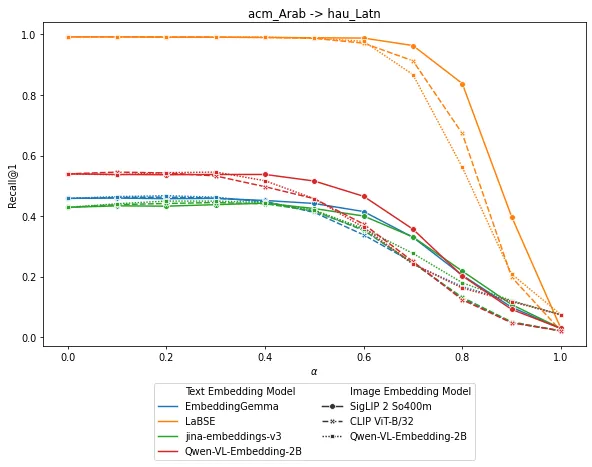 acm_Arab -> hau_Latn
1.0
0.8
0.6
0.4
0.2
0.0
Recall@1
0.0 0.2 0.4 0.6 0.8 1.0
α
Text Embedding Model Image Embedding Model
EmbeddingGemma SigLIP 2 So400m
LaBSE CLIP ViT-B/32
jina-embeddings-v3 Qwen-VL-Embedding-2B
Qwen-VL-Embedding-2B